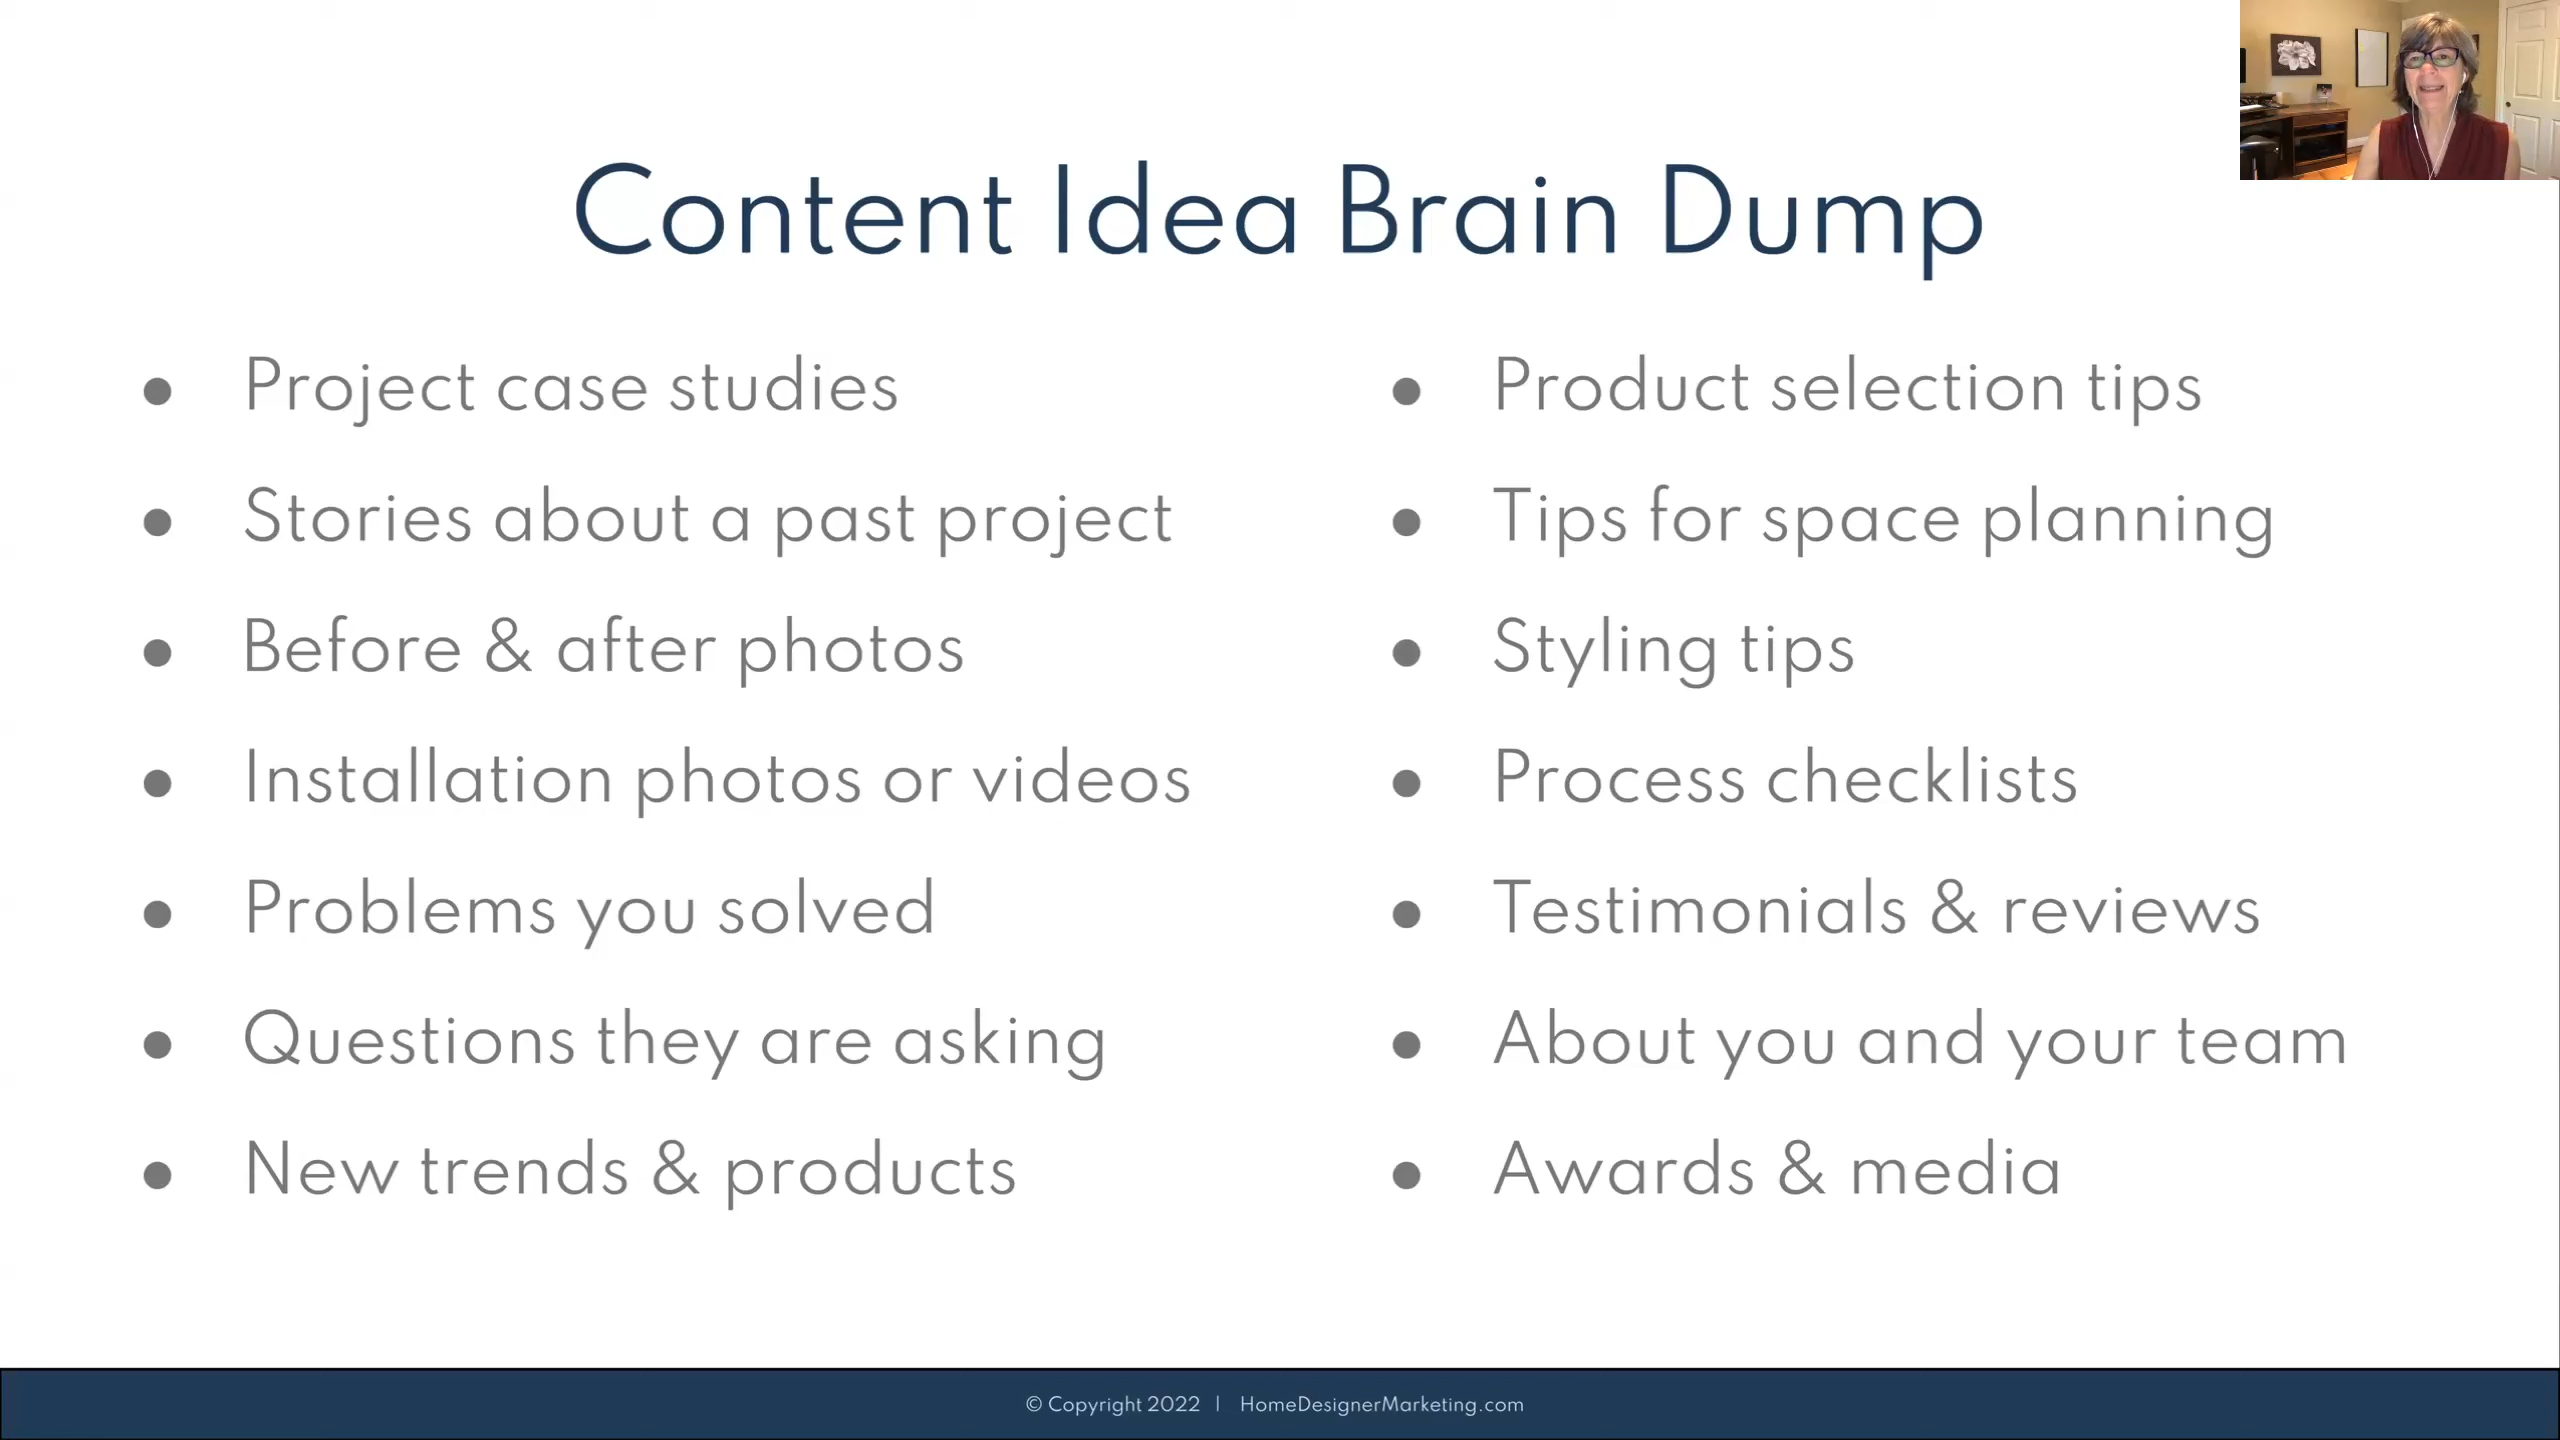 Content Idea Brain Dump
● Project case studies
● Stories about a past project
● Before & after photos
● Installation photos or videos
● Problems you solved
● Questions they are asking
● New trends & products
● Product selection tips
● Tips for space planning
● Styling tips
● Process checklists
● Testimonials & reviews
● About you and your team
● Awards & media
© Copyright 2022 | HomeDesignerMarketing.com